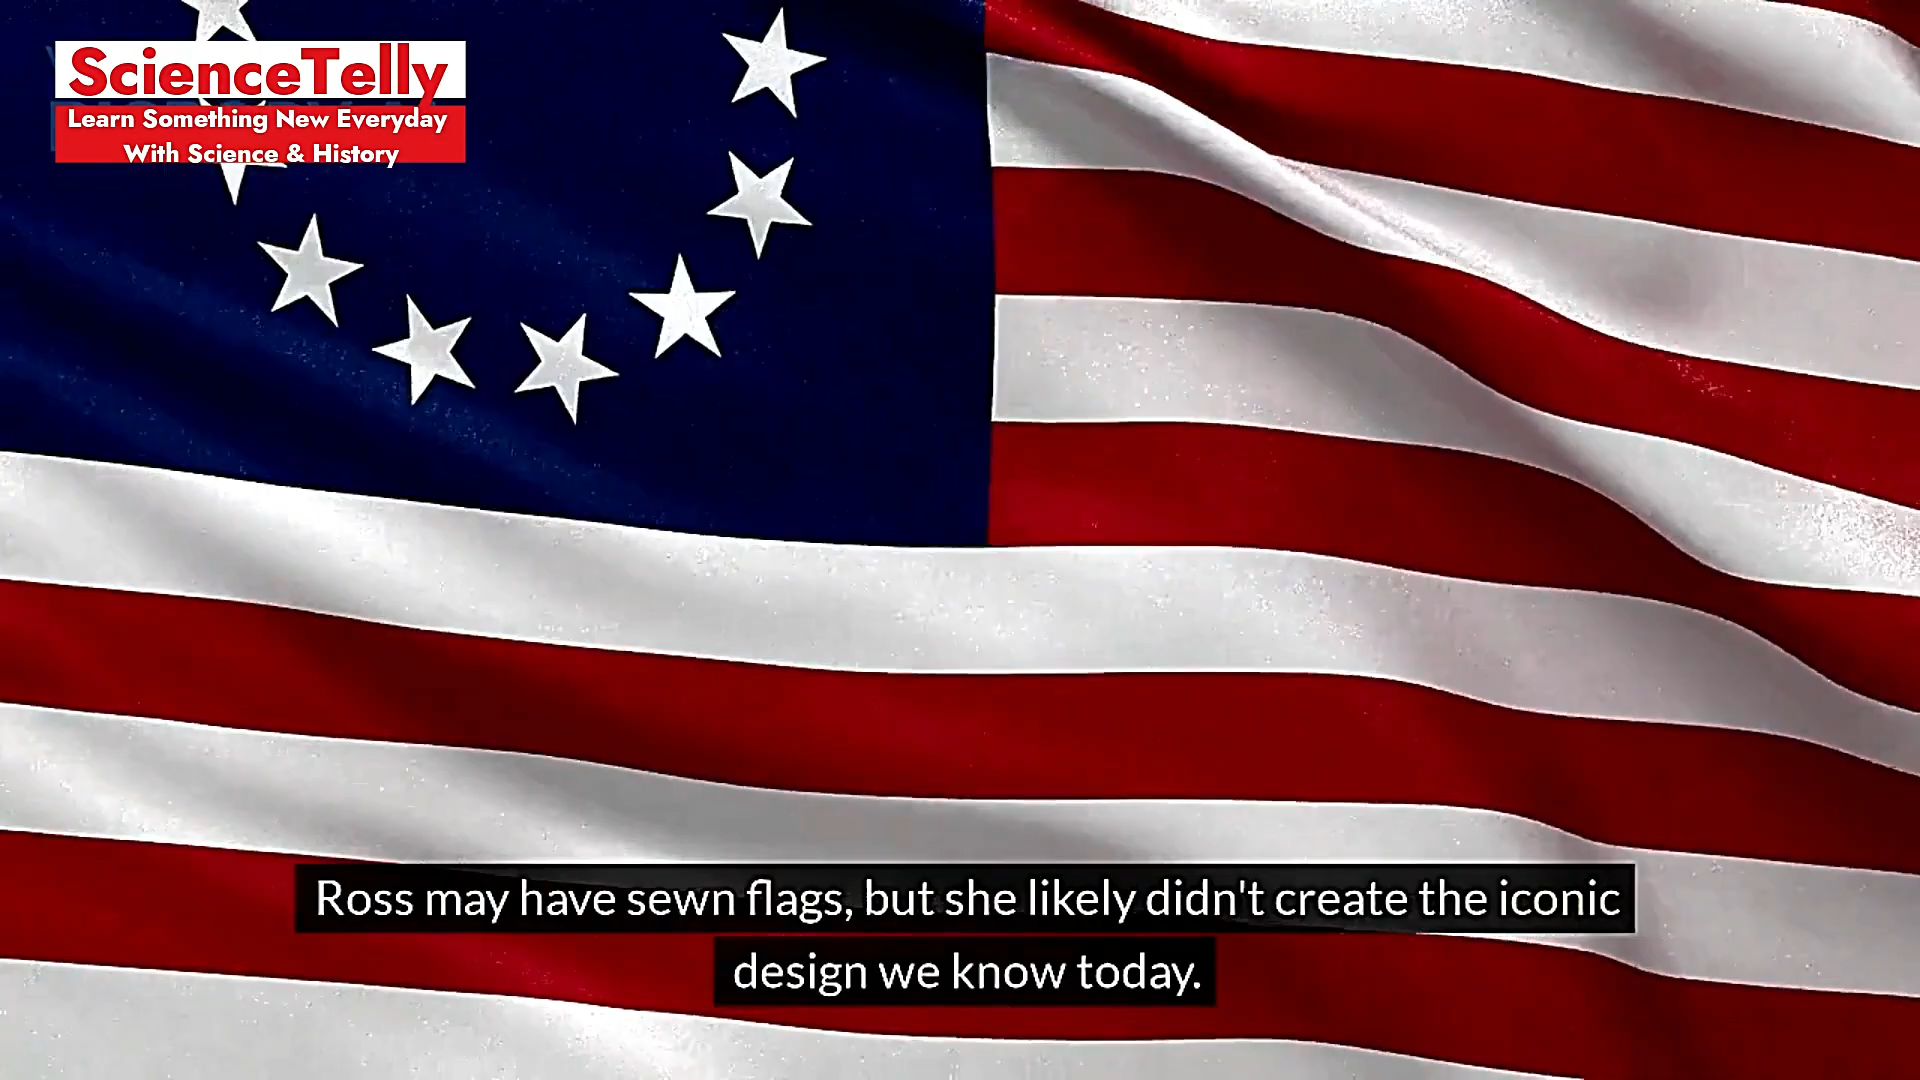 ScienceTelly
Learn Something New Everyday
With Science & History
Ross may have sewn flags, but she likely didn't create the iconic
design we know today.